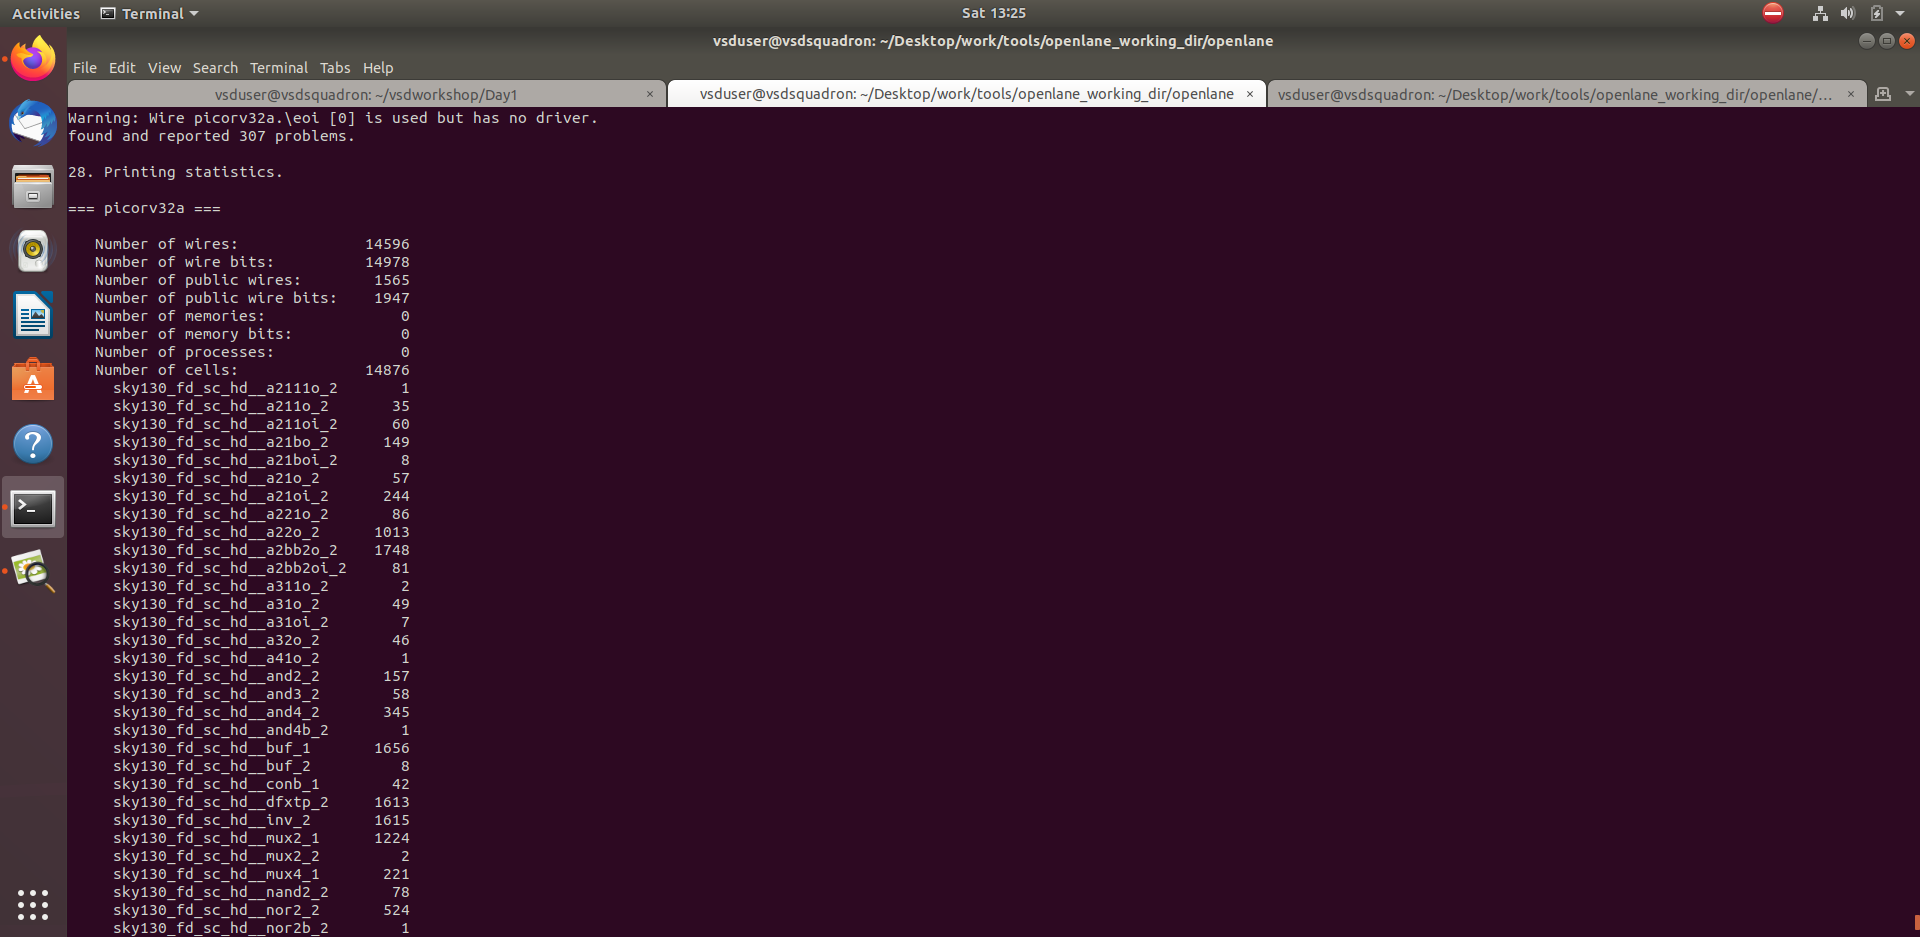 Activities Terminal Sat 13:25
vsduser@vsdsquadron: ~/Desktop/work/tools/openlane_working_dir/openlane
File Edit View Search Terminal Tabs Help
vsduser@vsdsquadron: ~/vsdworkshop/Day1 × vsduser@vsdsquadron: ~/Desktop/work/tools/openlane_working_dir/openlane × vsduser@vsdsquadron: ~/Desktop/work/tools/openlane_working_dir/openlane/... ×
Warning: Wire picorv32a.\eoi [0] is used but has no driver.
found and reported 307 problems.
28. Printing statistics.
=== picorv32a ===
Number of wires: 14596
Number of wire bits: 14978
Number of public wires: 1565
Number of public wire bits: 1947
Number of memories: 0
Number of memory bits: 0
Number of processes: 0
Number of cells: 14876
sky130_fd_sc_hd__a2111o_2 1
sky130_fd_sc_hd__a211o_2 35
sky130_fd_sc_hd__a211oi_2 60
sky130_fd_sc_hd__a21bo_2 149
sky130_fd_sc_hd__a21boi_2 8
sky130_fd_sc_hd__a21o_2 57
sky130_fd_sc_hd__a21oi_2 244
sky130_fd_sc_hd__a221o_2 86
sky130_fd_sc_hd__a22o_2 1013
sky130_fd_sc_hd__a2bb2o_2 1748
sky130_fd_sc_hd__a2bb2oi_2 81
sky130_fd_sc_hd__a311o_2 2
sky130_fd_sc_hd__a31o_2 49
sky130_fd_sc_hd__a31oi_2 7
sky130_fd_sc_hd__a32o_2 46
sky130_fd_sc_hd__a41o_2 1
sky130_fd_sc_hd__and2_2 157
sky130_fd_sc_hd__and3_2 58
sky130_fd_sc_hd__and4_2 345
sky130_fd_sc_hd__and4b_2 1
sky130_fd_sc_hd__buf_1 1656
sky130_fd_sc_hd__buf_2 8
sky130_fd_sc_hd__conb_1 42
sky130_fd_sc_hd__dfxtp_2 1613
sky130_fd_sc_hd__inv_2 1615
sky130_fd_sc_hd__mux2_1 1224
sky130_fd_sc_hd__mux2_2 2
sky130_fd_sc_hd__mux4_1 221
sky130_fd_sc_hd__nand2_2 78
sky130_fd_sc_hd__nor2_2 524
sky130_fd_sc_hd__nor2b_2 1